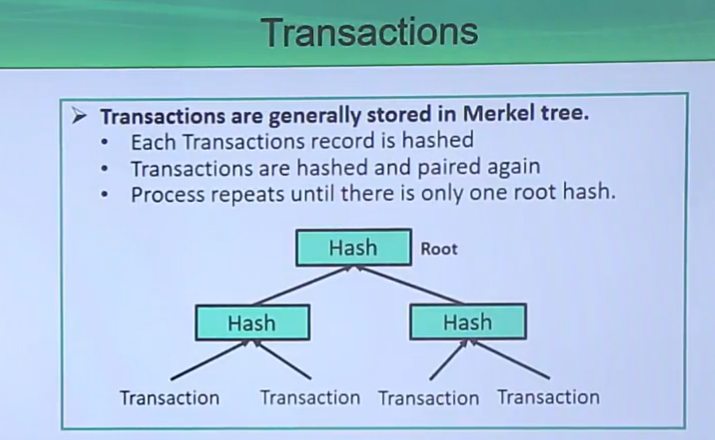 Transactions
➢ Transactions are generally stored in Merkel tree.
• Each Transactions record is hashed
• Transactions are hashed and paired again
• Process repeats until there is only one root hash.
Hash Root
Hash Hash
Transaction Transaction Transaction Transaction